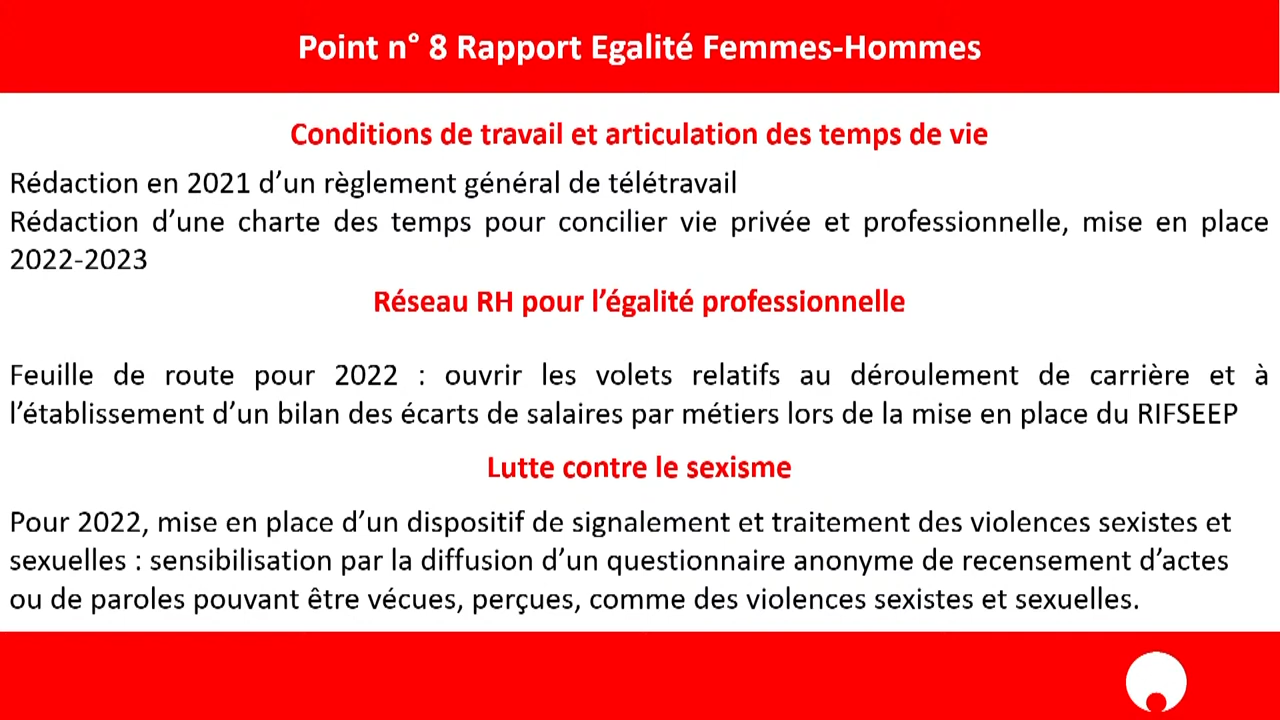 Point n° 8 Rapport Egalité Femmes-Hommes
Conditions de travail et articulation des temps de vie
Rédaction en 2021 d’un règlement général de télétravail
Rédaction d’une charte des temps pour concilier vie privée et professionnelle, mise en place
2022-2023
Réseau RH pour l’égalité professionnelle
Feuille de route pour 2022 : ouvrir les volets relatifs au déroulement de carrière et à
l’établissement d’un bilan des écarts de salaires par métiers lors de la mise en place du RIFSEEP
Lutte contre le sexisme
Pour 2022, mise en place d’un dispositif de signalement et traitement des violences sexistes et
sexuelles : sensibilisation par la diffusion d’un questionnaire anonyme de recensement d’actes
ou de paroles pouvant être vécues, perçues, comme des violences sexistes et sexuelles.